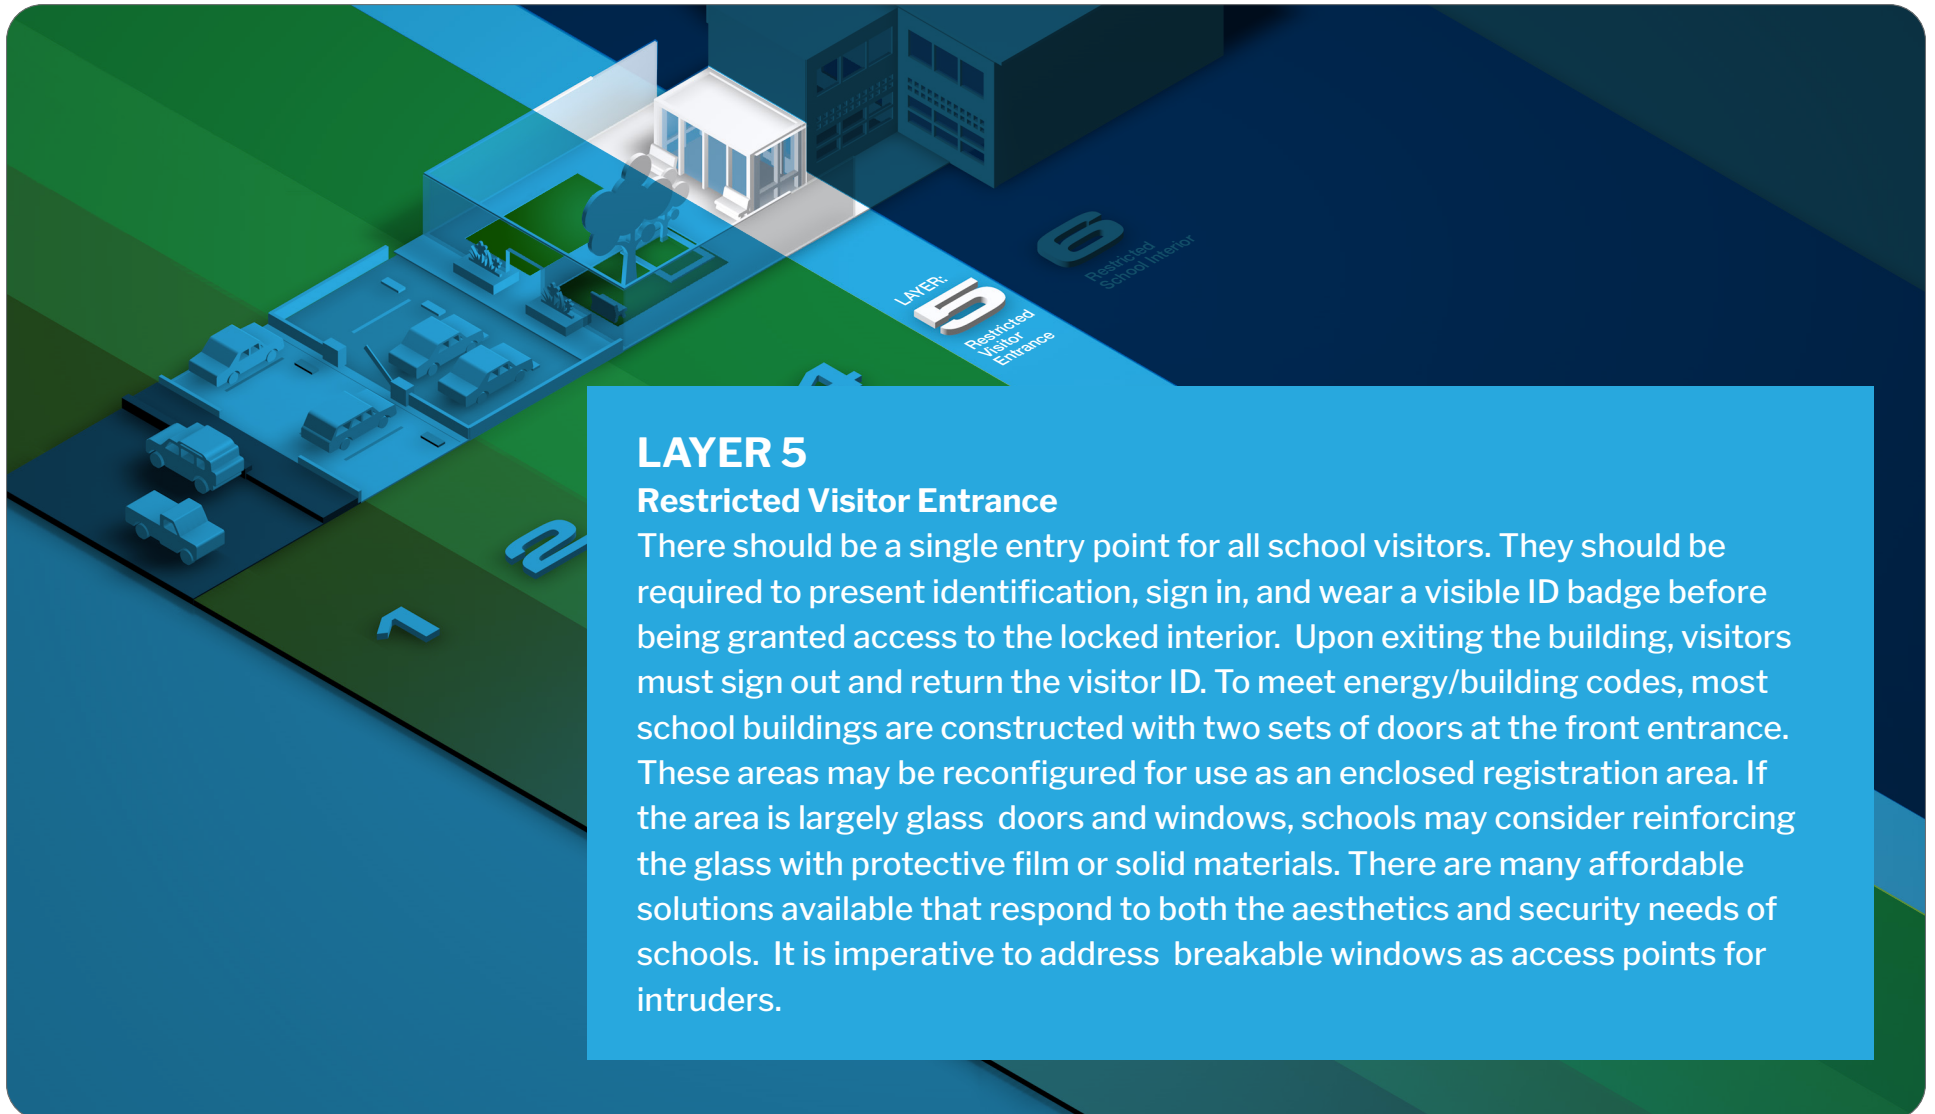 LAYER:
5
Restricted
Visitor
Entrance
6
Restricted
School Interior
4
2
1
LAYER 5
Restricted Visitor Entrance
There should be a single entry point for all school visitors. They should be
required to present identification, sign in, and wear a visible ID badge before
being granted access to the locked interior.  Upon exiting the building, visitors
must sign out and return the visitor ID. To meet energy/building codes, most
school buildings are constructed with two sets of doors at the front entrance.
These areas may be reconfigured for use as an enclosed registration area. If
the area is largely glass  doors and windows, schools may consider reinforcing
the glass with protective film or solid materials. There are many affordable
solutions available that respond to both the aesthetics and security needs of
schools.  It is imperative to address  breakable windows as access points for
intruders.